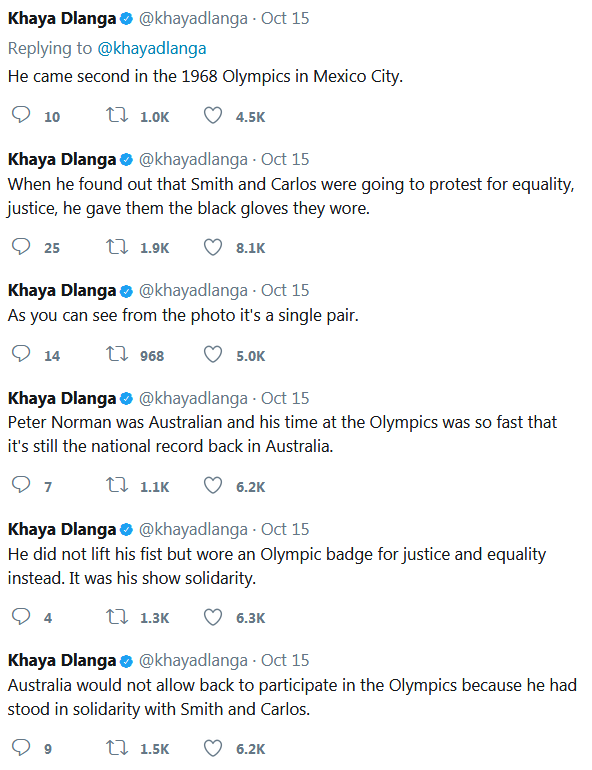 Khaya Dlanga @khayadlanga · Oct 15
Replying to @khayadlanga
He came second in the 1968 Olympics in Mexico City.
10 1.0K 4.5K
Khaya Dlanga @khayadlanga · Oct 15
When he found out that Smith and Carlos were going to protest for equality,
justice, he gave them the black gloves they wore.
25 1.9K 8.1K
Khaya Dlanga @khayadlanga · Oct 15
As you can see from the photo it's a single pair.
14 968 5.0K
Khaya Dlanga @khayadlanga · Oct 15
Peter Norman was Australian and his time at the Olympics was so fast that
it's still the national record back in Australia.
7 1.1K 6.2K
Khaya Dlanga @khayadlanga · Oct 15
He did not lift his fist but wore an Olympic badge for justice and equality
instead. It was his show solidarity.
4 1.3K 6.3K
Khaya Dlanga @khayadlanga · Oct 15
Australia would not allow back to participate in the Olympics because he had
stood in solidarity with Smith and Carlos.
9 1.5K 6.2K